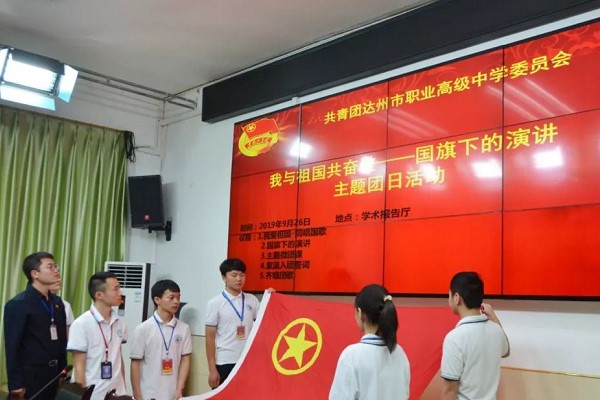 共青团达州市职业高级中学委员会
我与祖国共奋进——国旗下的演讲
主题团日活动
时间：2019年9月26日 地点：学术报告厅
议程：1.我爱祖国·同唱国歌
2.国旗下的演讲
3.主题微团课
4.重温入团誓词
5.齐唱团歌